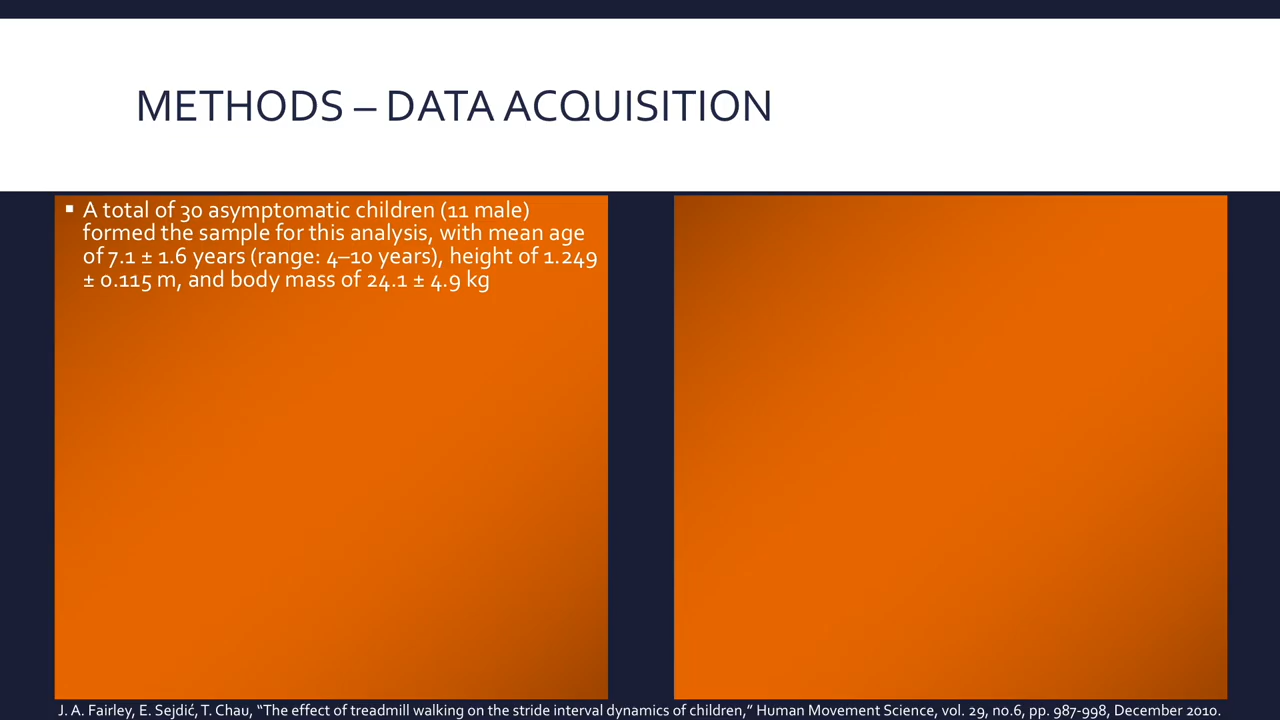 METHODS – DATA ACQUISITION
▪ A total of 30 asymptomatic children (11 male)
formed the sample for this analysis, with mean age
of 7.1 ± 1.6 years (range: 4–10 years), height of 1.249
± 0.115 m, and body mass of 24.1 ± 4.9 kg
J. A. Fairley, E. Sejdić, T. Chau, “The effect of treadmill walking on the stride interval dynamics of children,” Human Movement Science, vol. 29, no.6, pp. 987-998, December 2010.